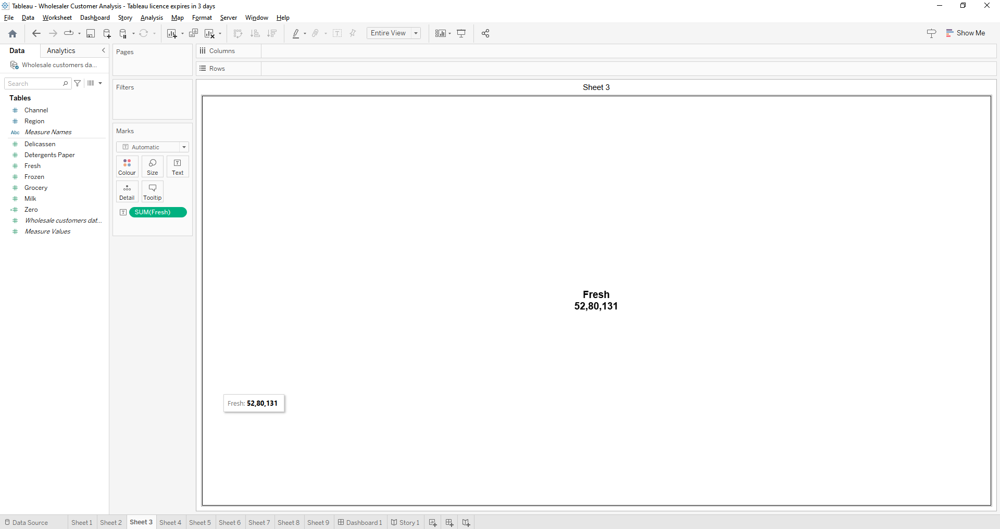 Tableau - Wholesaler Customer Analysis - Tableau licence expires in 3 days
File Data Worksheet Dashboard Story Analysis Map Format Server Window Help
Entire View
Show Me
Data Analytics
Wholesale customers da...
Search
Tables
Channel
Region
Abc Measure Names
Delicassen
Detergents Paper
Fresh
Frozen
Grocery
Milk
Zero
Wholesale customers dat...
Measure Values
Pages
Filters
Marks
Automatic
Colour Size Text
Detail Tooltip
SUM(Fresh)
Columns
Rows
Sheet 3
Fresh
52,80,131
Fresh: 52,80,131
Data Source Sheet 1 Sheet 2 Sheet 3 Sheet 4 Sheet 5 Sheet 6 Sheet 7 Sheet 8 Sheet 9 Dashboard 1 Story 1